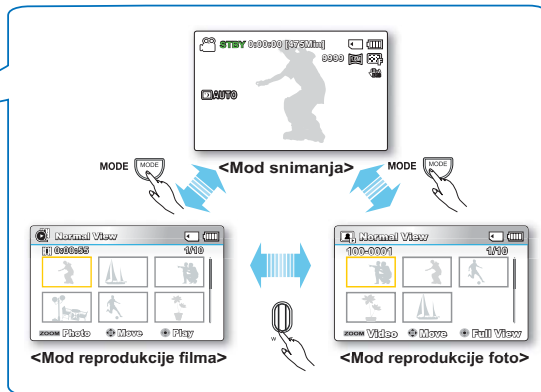 STBY 0:00:00 [475Min]
9999
AUTO
MODE MODE <Mod snimanja> MODE MODE
Normal View
0:00:55 1/10
ZOOM Photo Move Play
<Mod reprodukcije filma>
W
Normal View
100-0001 1/10
ZOOM Video Move Full View
<Mod reprodukcije foto>